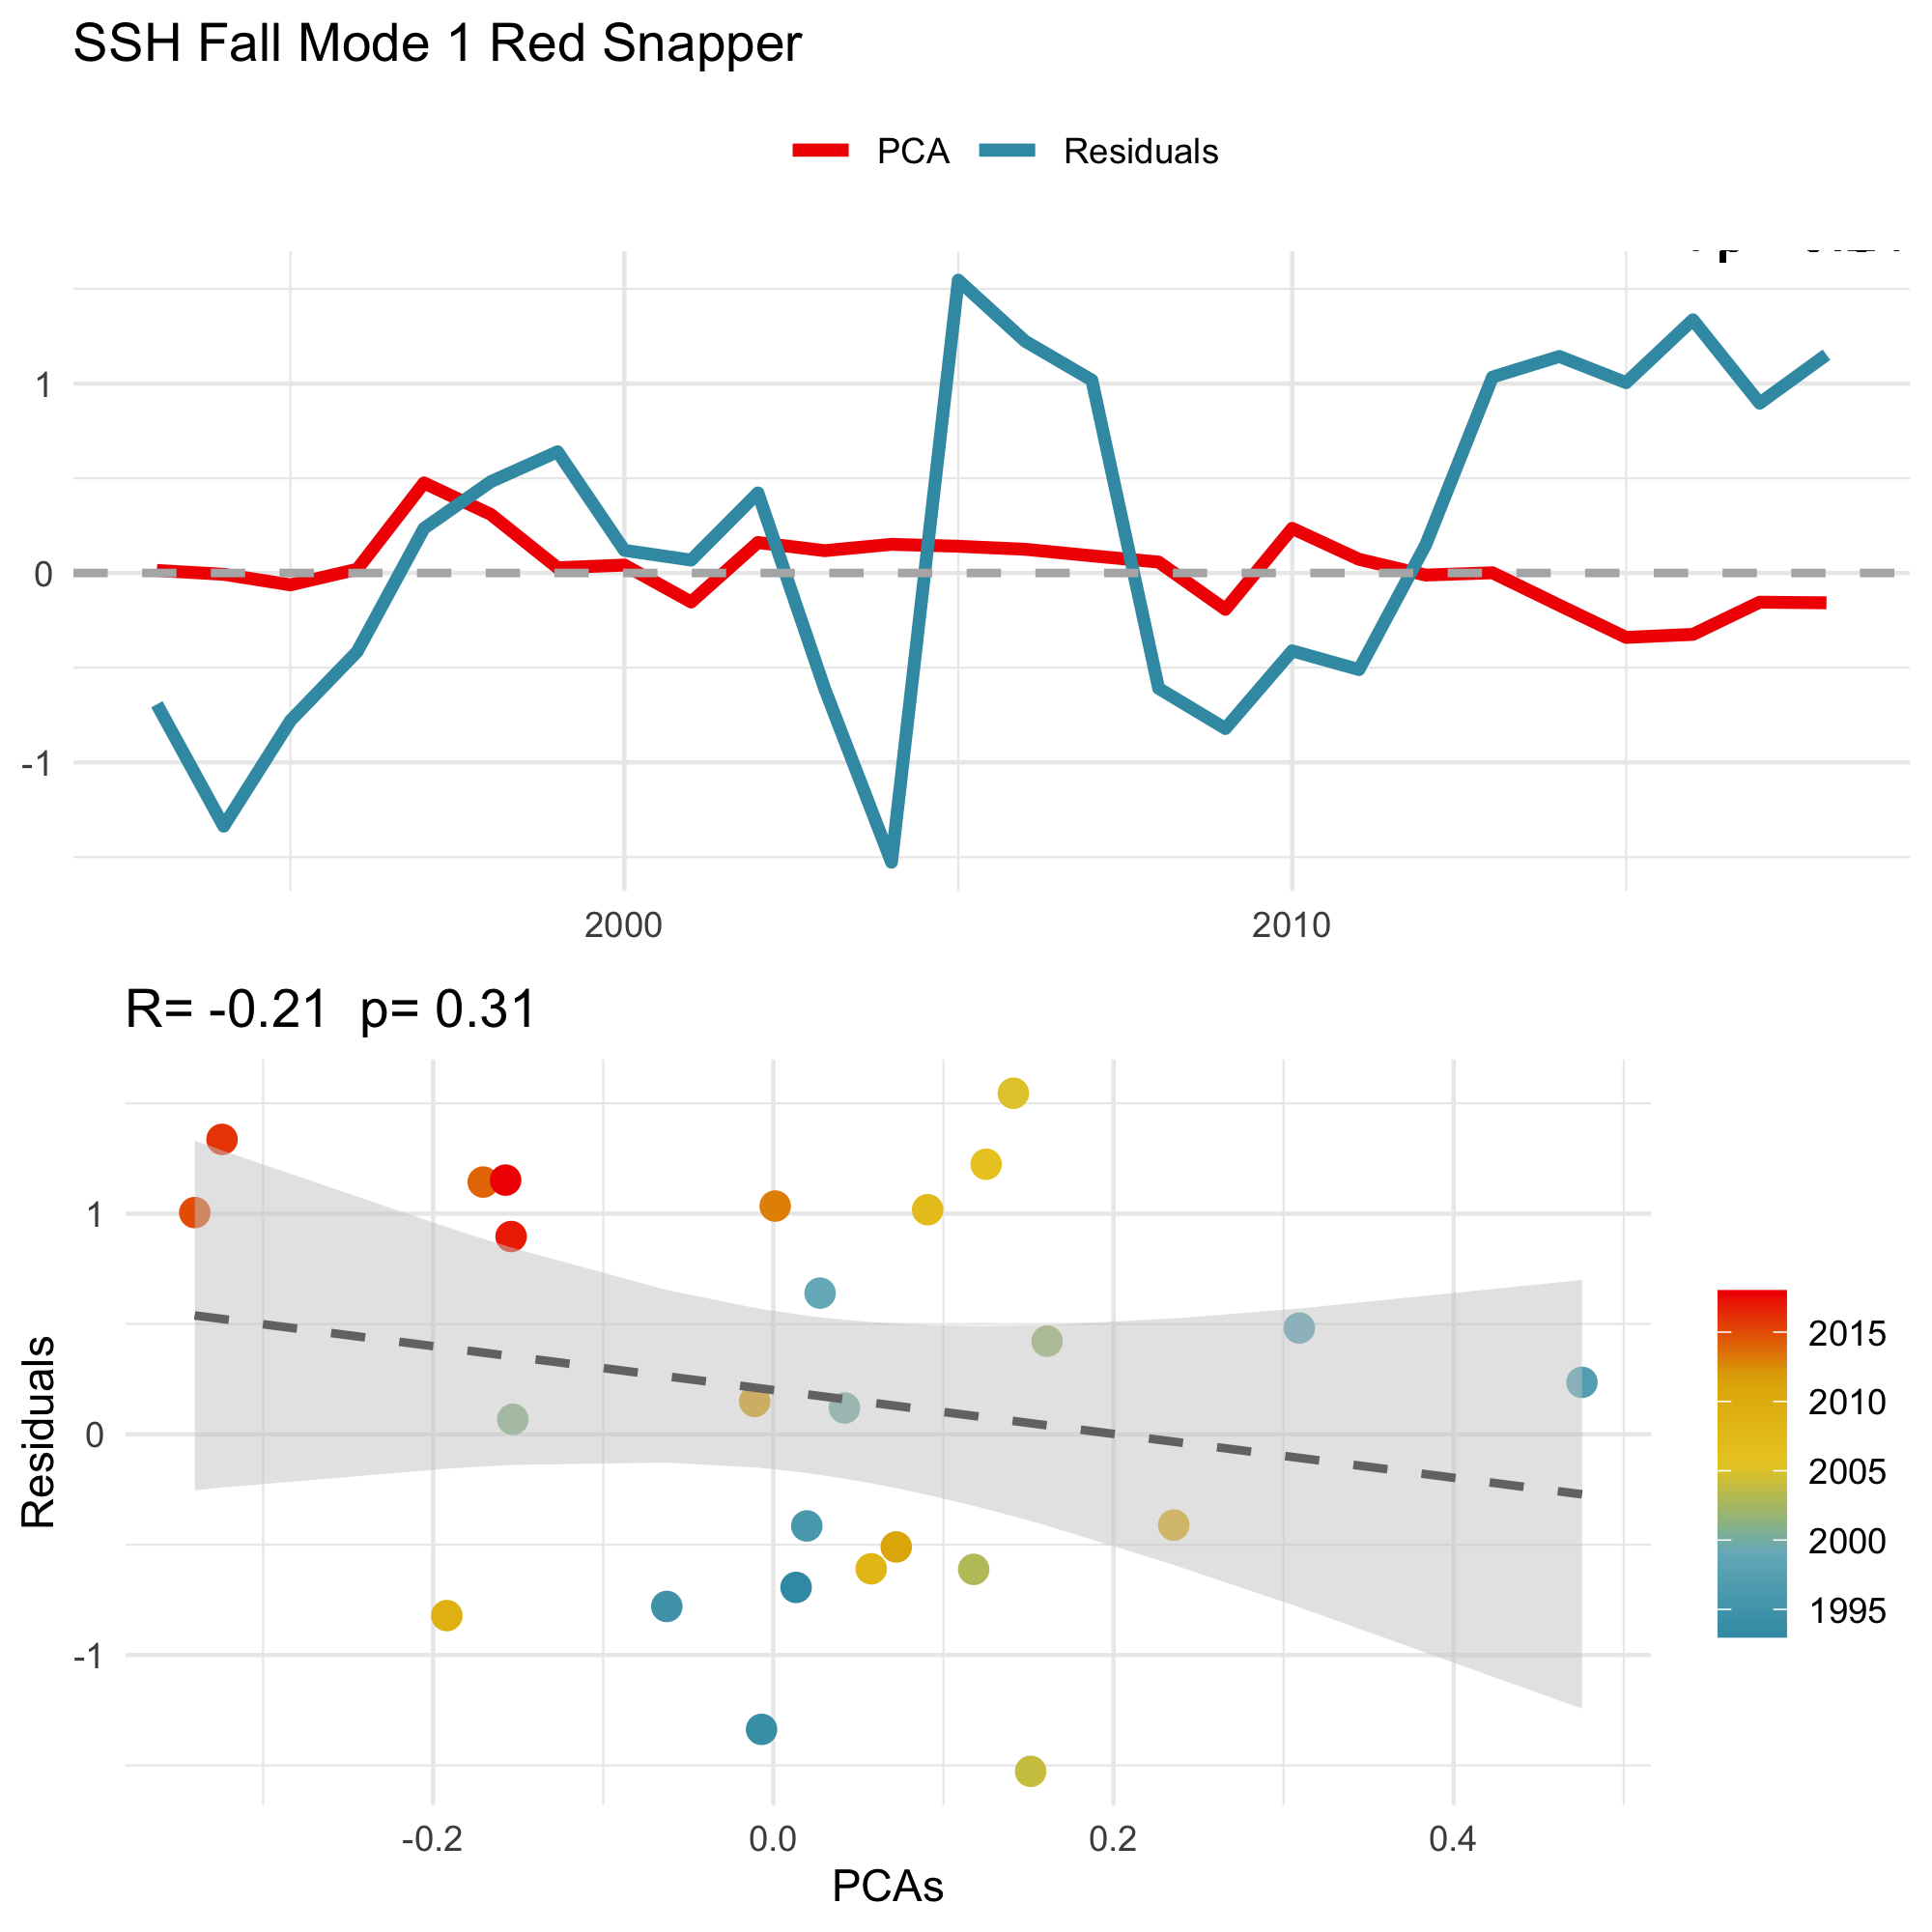 SSH Fall Mode 1 Red Snapper
PCA Residuals
1
0
-1
2000 2010
R= -0.21 p= 0.31
Residuals
1
0
-1
-0.2 0.0 0.2 0.4
PCAs
2015
2010
2005
2000
1995